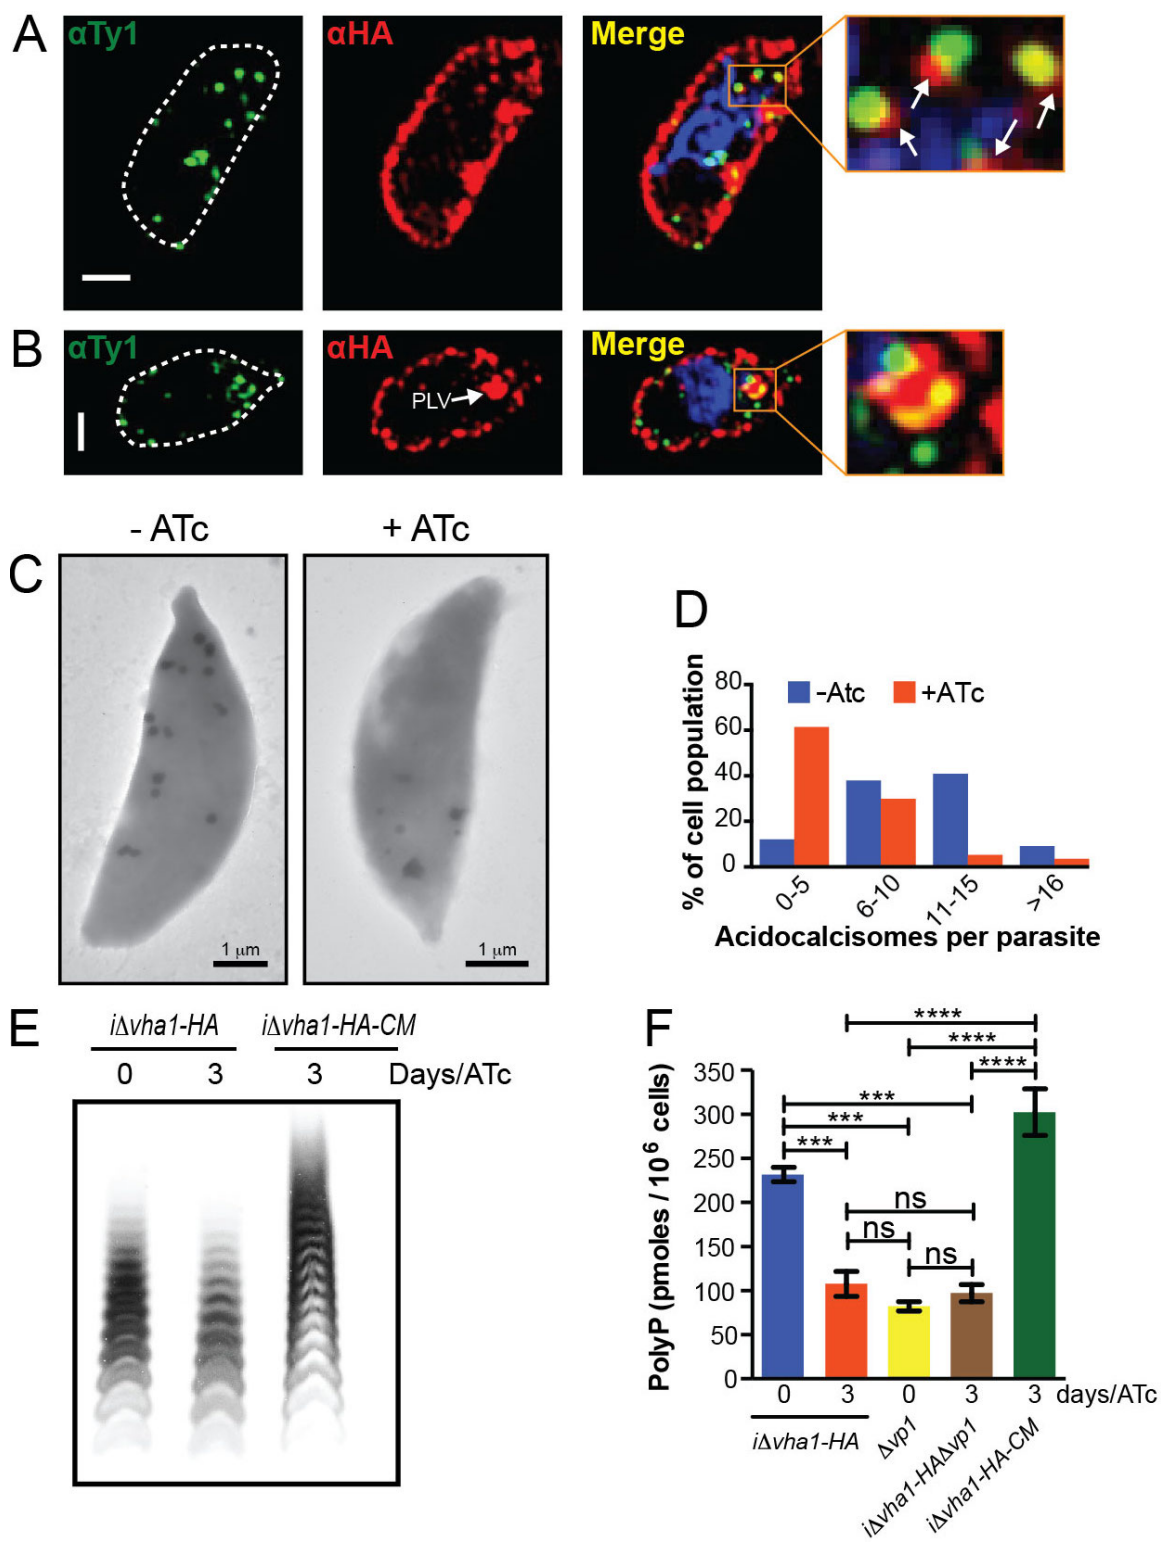 A
αTy1
αHA
Merge
B
αTy1
αHA
Merge
PLV
- ATc
+ ATc
C
1 μm
1 μm
D
% of cell population
80
60
40
20
0
-Atc
+ATc
0-5
6-10
11-15
>16
Acidocalcisomes per parasite
E
iΔvha1-HA
iΔvha1-HA-CM
0
3
3
Days/ATc
F
PolyP (pmoles / 10⁶ cells)
350
300
250
200
150
100
50
0
****
****
****
***
***
***
ns
ns
ns
0
3
0
3
3
days/ATc
iΔvha1-HA
Δvp1
iΔvha1-HAΔvp1
iΔvha1-HA-CM